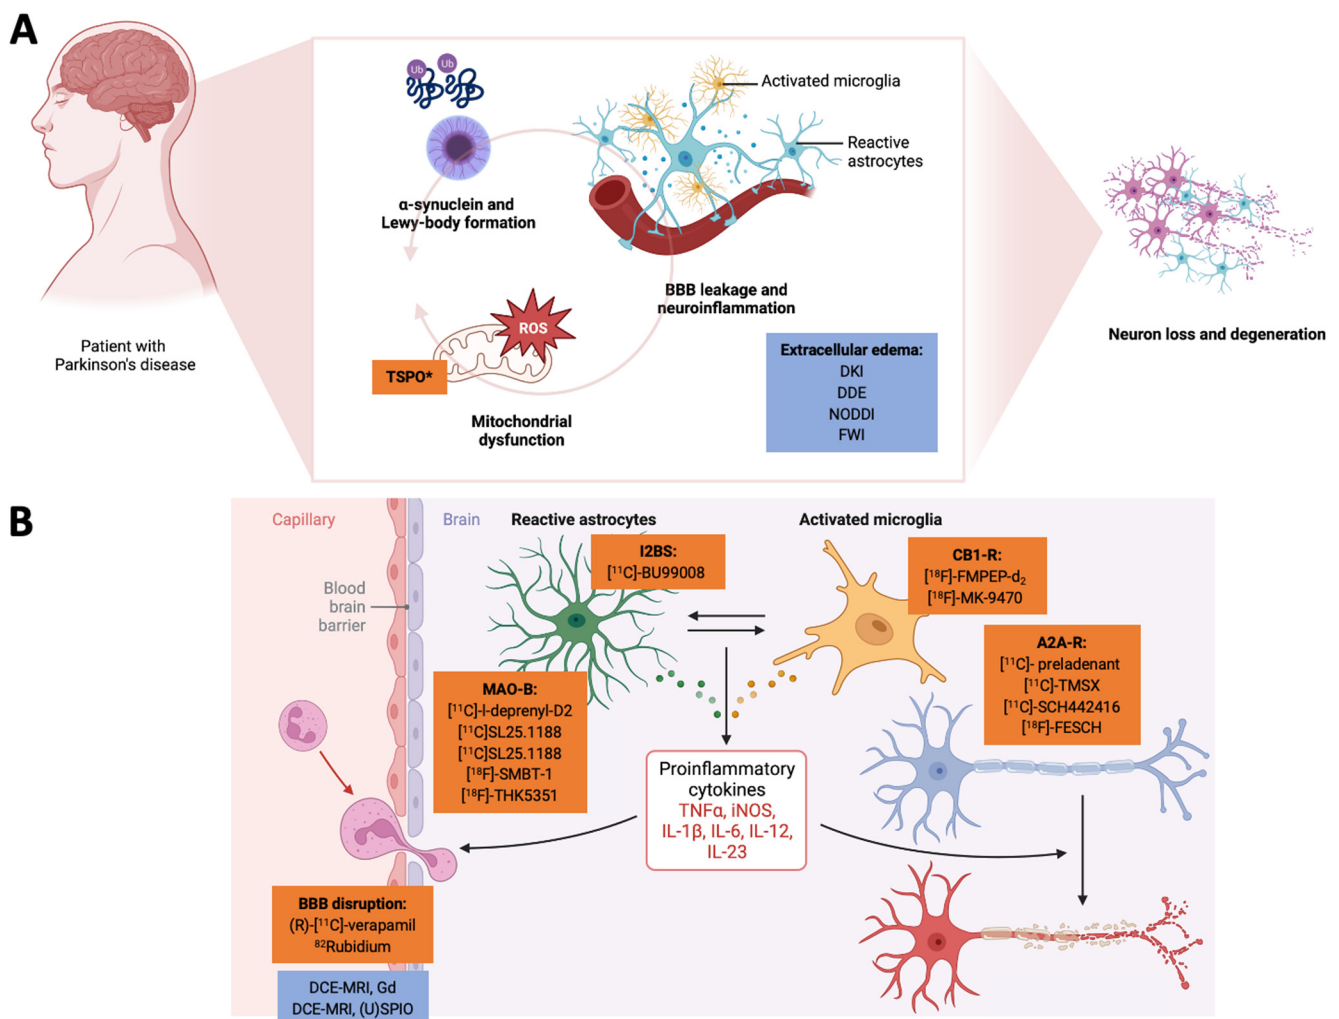 A
Ub
Ub
Activated microglia
Reactive
astrocytes
α-synuclein and
Lewy-body formation
BBB leakage and
neuroinflammation
ROS
TSPO*
Mitochondrial
dysfunction
Extracellular edema:
DKI
DDE
NODDI
FWI
Patient with
Parkinson's disease
Neuron loss and degeneration
B
Capillary
Brain
Blood
brain
barrier
Reactive astrocytes
Activated microglia
I2BS:
[¹¹C]-BU99008
CB1-R:
[¹⁸F]-FMPEP-d₂
[¹⁸F]-MK-9470
A2A-R:
[¹¹C]- preladenant
[¹¹C]-TMSX
[¹¹C]-SCH442416
[¹⁸F]-FESCH
MAO-B:
[¹¹C]-l-deprenyl-D2
[¹¹C]SL25.1188
[¹¹C]SL25.1188
[¹⁸F]-SMBT-1
[¹⁸F]-THK5351
Proinflammatory
cytokines
TNFα, iNOS,
IL-1β, IL-6, IL-12,
IL-23
BBB disruption:
(R)-[¹¹C]-verapamil
⁸²Rubidium
DCE-MRI, Gd
DCE-MRI, (U)SPIO